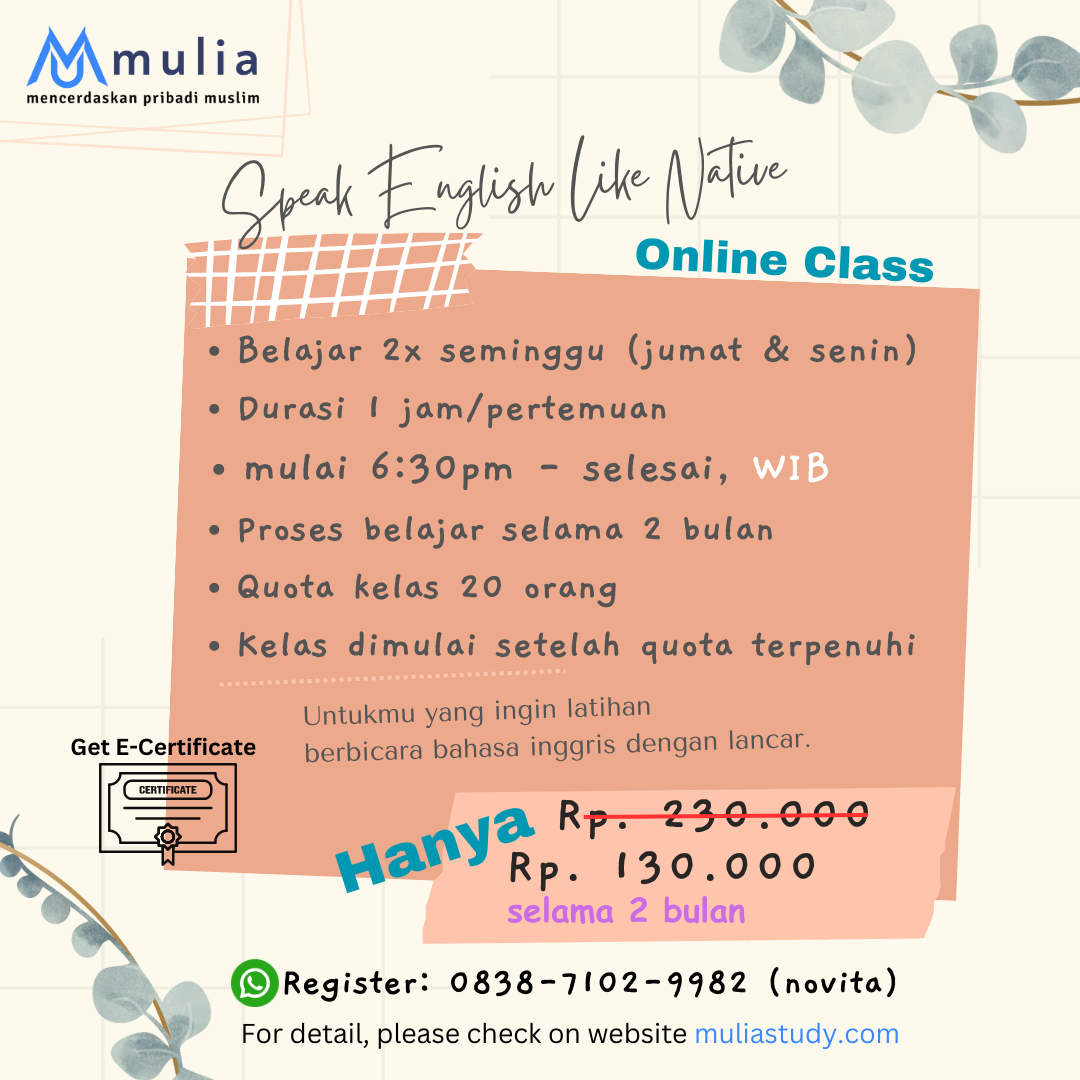 mulia
mencerdaskan pribadi muslim
Speak English Like Native
Online Class
• Belajar 2x seminggu (jumat & senin)
• Durasi 1 jam/pertemuan
• mulai 6:30pm - selesai, WIB
• Proses belajar selama 2 bulan
• Quota kelas 20 orang
• Kelas dimulai setelah quota terpenuhi
Untukmu yang ingin latihan
berbicara bahasa inggris dengan lancar.
Get E-Certificate
CERTIFICATE
Hanya
Rp. 230.000
Rp. 130.000
selama 2 bulan
Register: 0838-7102-9982 (novita)
For detail, please check on website muliastudy.com